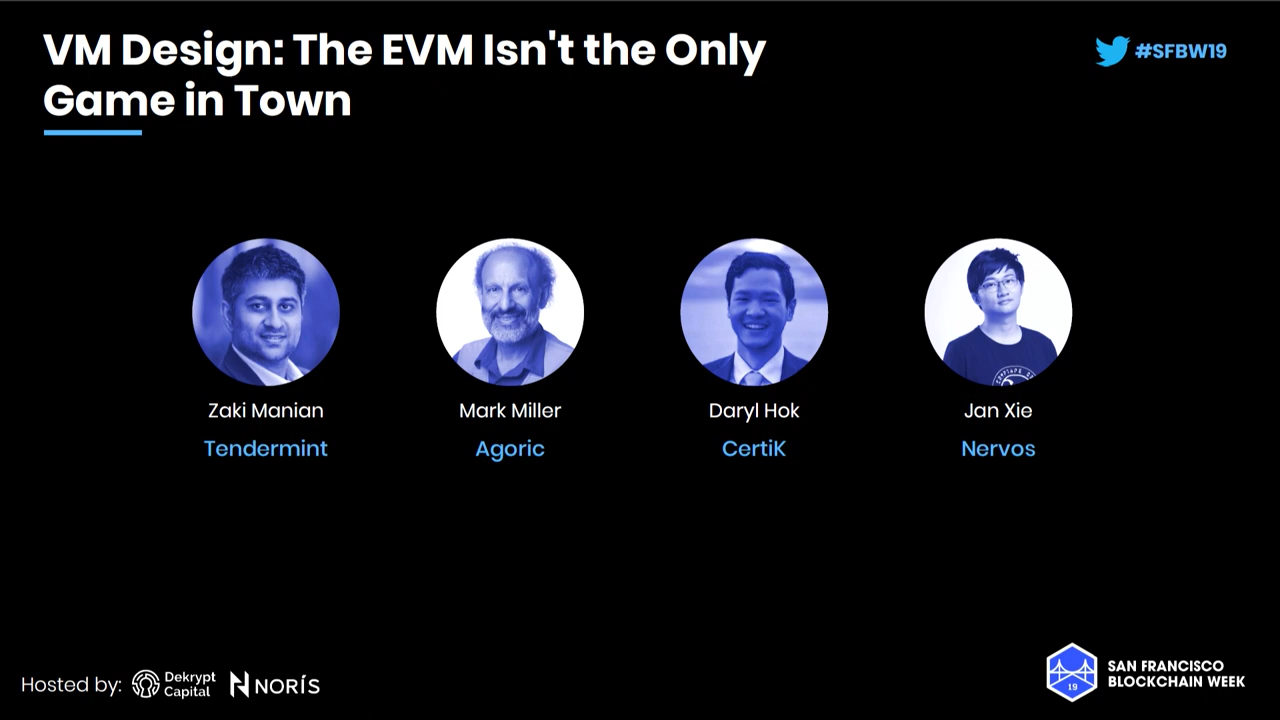 VM Design: The EVM Isn't the Only
Game in Town
#SFBW19
Zaki Manian
Tendermint
Mark Miller
Agoric
Daryl Hok
CertiK
Jan Xie
Nervos
Hosted by:
Dekrypt
Capital
NORÍS
19
SAN FRANCISCO
BLOCKCHAIN WEEK